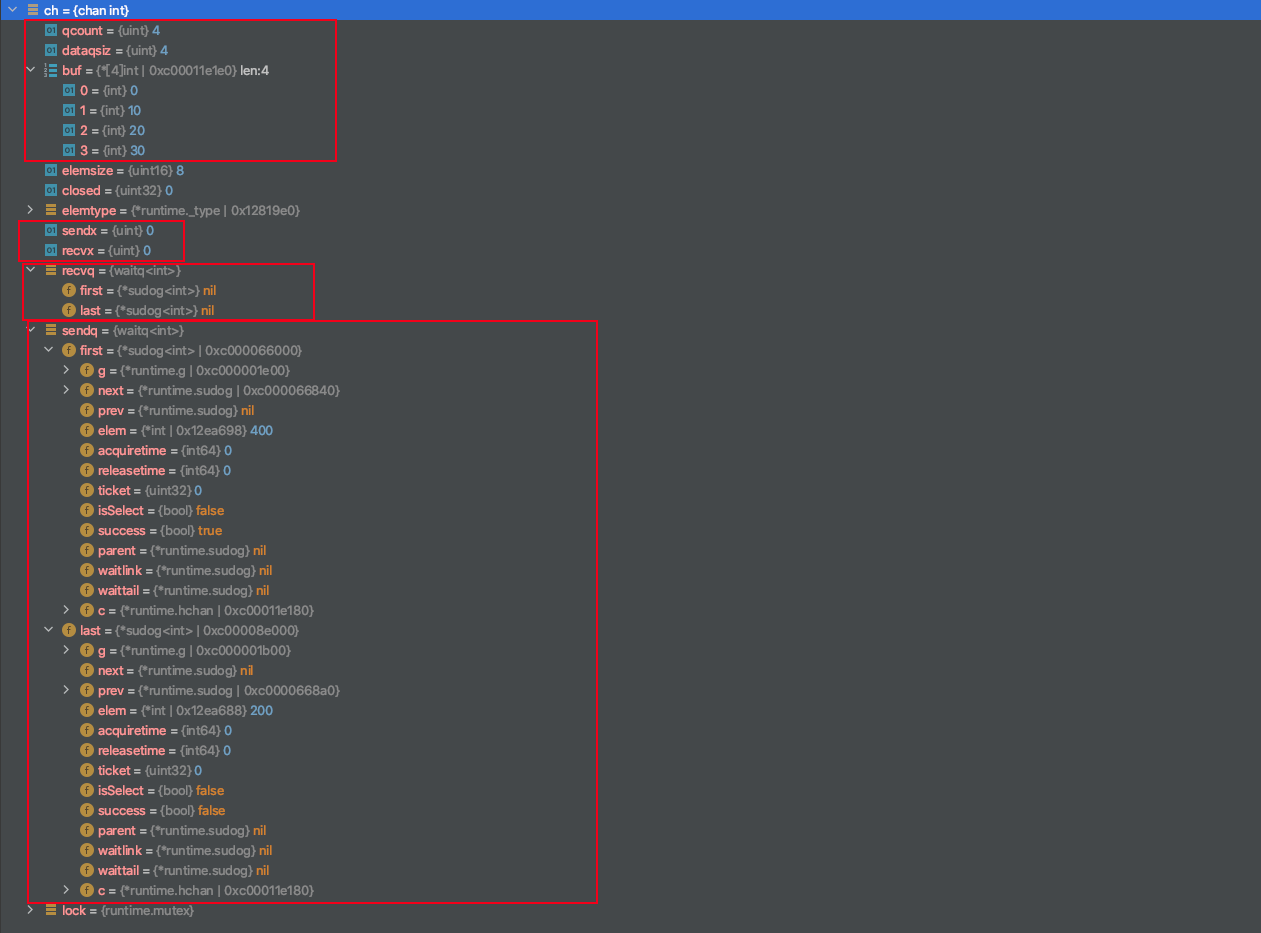 ch = {chan int}
qcount = {uint} 4
dataqsiz = {uint} 4
buf = {*[4]int | 0xc00011e1e0} len:4
0 = {int} 0
1 = {int} 10
2 = {int} 20
3 = {int} 30
elemsize = {uint16} 8
closed = {uint32} 0
elemtype = {*runtime._type | 0x12819e0}
sendx = {uint} 0
recvx = {uint} 0
recvq = {waitq<int>}
first = {*sudog<int>} nil
last = {*sudog<int>} nil
sendq = {waitq<int>}
first = {*sudog<int> | 0xc000066000}
g = {*runtime.g | 0xc000001e00}
next = {*runtime.sudog | 0xc000066840}
prev = {*runtime.sudog} nil
elem = {*int | 0x12ea698} 400
acquiretime = {int64} 0
releasetime = {int64} 0
ticket = {uint32} 0
isSelect = {bool} false
success = {bool} true
parent = {*runtime.sudog} nil
waitlink = {*runtime.sudog} nil
waittail = {*runtime.sudog} nil
c = {*runtime.hchan | 0xc00011e180}
last = {*sudog<int> | 0xc00008e000}
g = {*runtime.g | 0xc000001b00}
next = {*runtime.sudog} nil
prev = {*runtime.sudog | 0xc0000668a0}
elem = {*int | 0x12ea688} 200
acquiretime = {int64} 0
releasetime = {int64} 0
ticket = {uint32} 0
isSelect = {bool} false
success = {bool} false
parent = {*runtime.sudog} nil
waitlink = {*runtime.sudog} nil
waittail = {*runtime.sudog} nil
c = {*runtime.hchan | 0xc00011e180}
lock = {runtime.mutex}